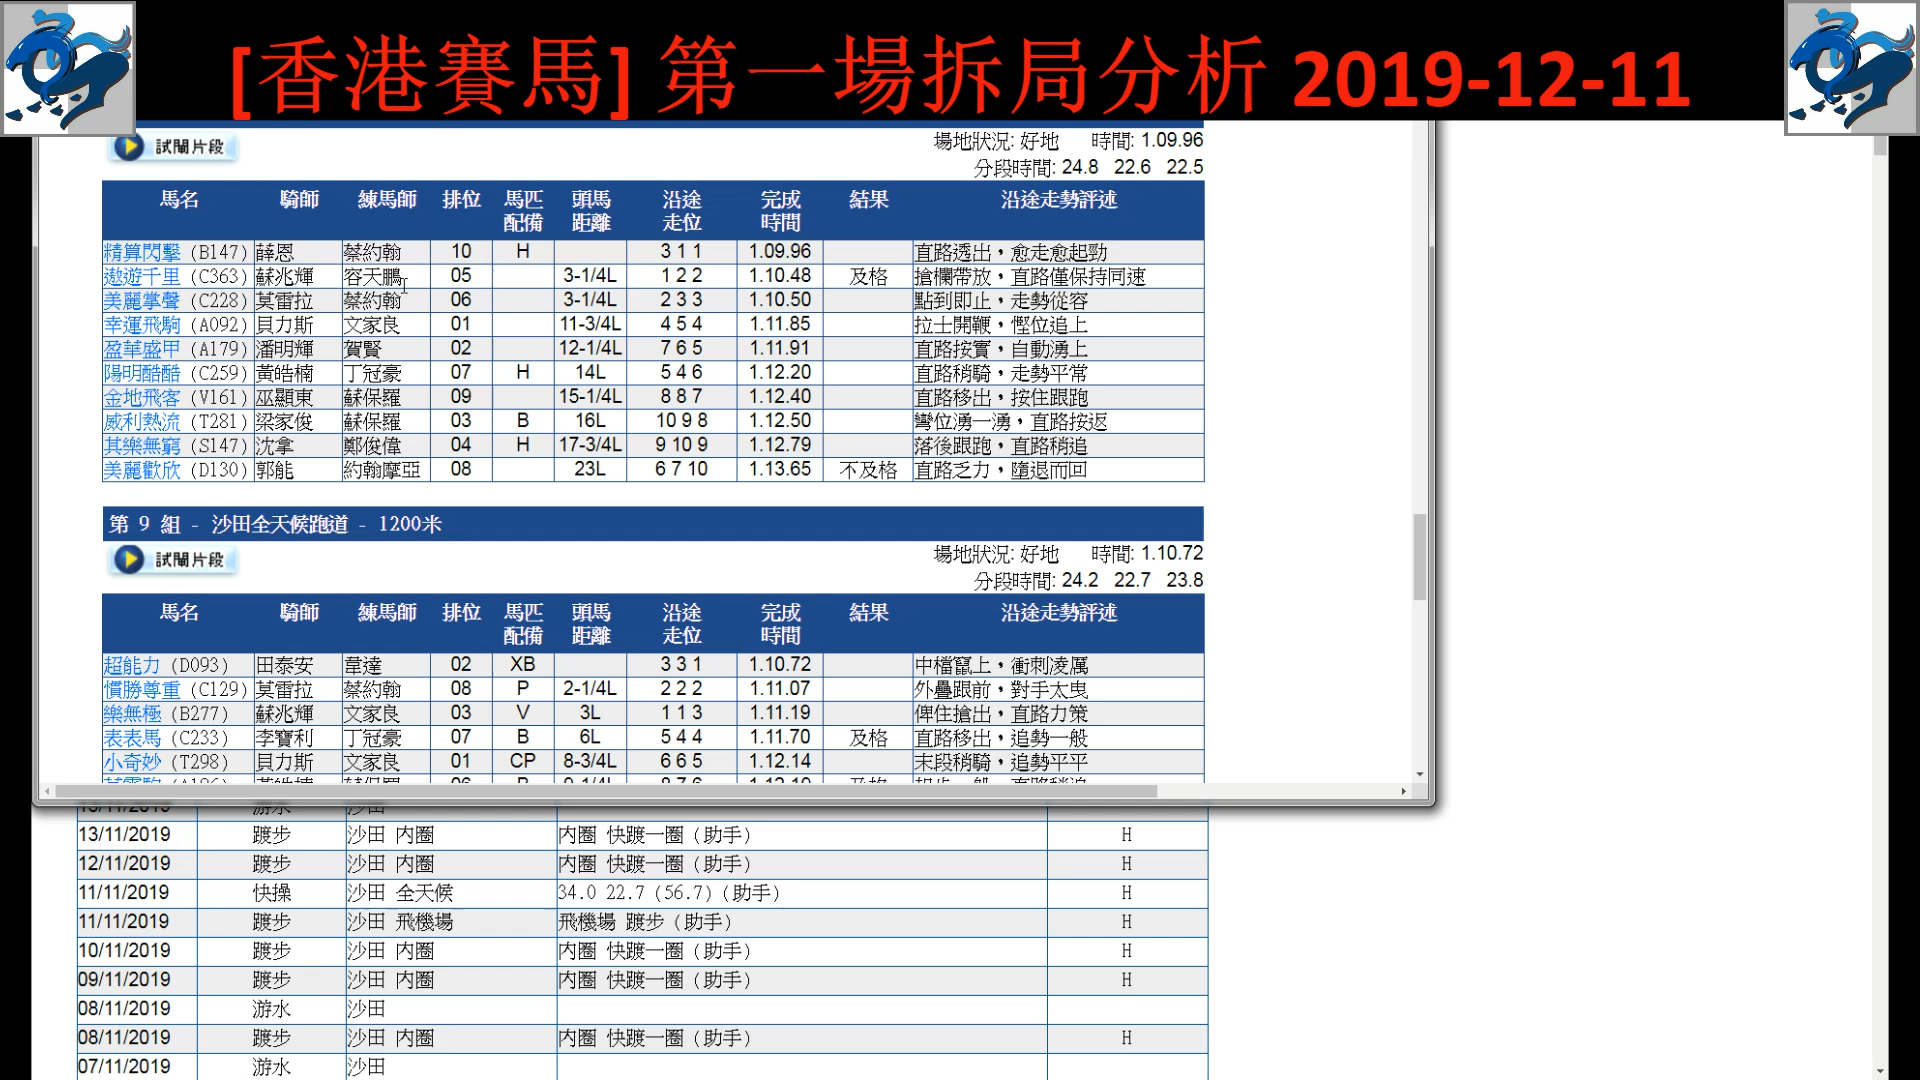 [香港賽馬] 第一場拆局分析 2019-12-11
試閘片段
場地狀況: 好地 時間: 1.09.96
分段時間: 24.8 22.6 22.5
馬名 騎師 練馬師 排位 馬匹配備 頭馬距離 沿途走位 完成時間 結果 沿途走勢評述
精算閃擊 (B147) 薛恩 蔡約翰 10 H 3 1 1 1.09.96 直路透出，愈走愈起勁
遨遊千里 (C363) 蘇兆輝 容天鵬 05 3-1/4L 1 2 2 1.10.48 及格 搶欄帶放，直路僅保持同速
美麗掌聲 (C228) 莫雷拉 蔡約翰 06 3-1/4L 2 3 3 1.10.50 點到即止，走勢從容
幸運飛駒 (A092) 貝力斯 文家良 01 11-3/4L 4 5 4 1.11.85 拉士開鞭，慳位追上
盈華盛甲 (A179) 潘明輝 賀賢 02 12-1/4L 7 6 5 1.11.91 直路按實，自動湧上
陽明酷酷 (C259) 黃皓楠 丁冠豪 07 H 14L 5 4 6 1.12.20 直路稍騎，走勢平常
金地飛客 (V161) 巫顯東 蘇保羅 09 15-1/4L 8 8 7 1.12.40 直路移出，按住跟跑
威利熱流 (T281) 梁家俊 蘇保羅 03 B 16L 10 9 8 1.12.50 彎位湧一湧，直路按返
其樂無窮 (S147) 沈拿 鄭俊偉 04 H 17-3/4L 9 10 9 1.12.79 落後跟跑，直路稍追
美麗歡欣 (D130) 郭能 約翰摩亞 08 23L 6 7 10 1.13.65 不及格 直路乏力，墮退而回
第 9 組 - 沙田全天候跑道 - 1200米
試閘片段
場地狀況: 好地 時間: 1.10.72
分段時間: 24.2 22.7 23.8
馬名 騎師 練馬師 排位 馬匹配備 頭馬距離 沿途走位 完成時間 結果 沿途走勢評述
超能力 (D093) 田泰安 韋達 02 XB 3 3 1 1.10.72 中檔竄上，衝刺凌厲
慣勝尊重 (C129) 莫雷拉 蔡約翰 08 P 2-1/4L 2 2 2 1.11.07 外疊跟前，對手太曳
樂無極 (B277) 蘇兆輝 文家良 03 V 3L 1 1 3 1.11.19 俾住搶出，直路力策
表表馬 (C233) 李寶利 丁冠豪 07 B 6L 5 4 4 1.11.70 及格 直路移出，追勢一般
小奇妙 (T298) 貝力斯 文家良 01 CP 8-3/4L 6 6 5 1.12.14 末段稍騎，追勢平平
13/11/2019 游水 沙田
13/11/2019 踱步 沙田 內圈 內圈 快踱一圈 (助手) H
12/11/2019 踱步 沙田 內圈 內圈 快踱一圈 (助手) H
11/11/2019 快操 沙田 全天候 34.0 22.7 (56.7) (助手) H
11/11/2019 踱步 沙田 飛機場 飛機場 踱步 (助手) H
10/11/2019 踱步 沙田 內圈 內圈 快踱一圈 (助手) H
09/11/2019 踱步 沙田 內圈 內圈 快踱一圈 (助手) H
08/11/2019 游水 沙田
08/11/2019 踱步 沙田 內圈 內圈 快踱一圈 (助手) H
07/11/2019 游水 沙田